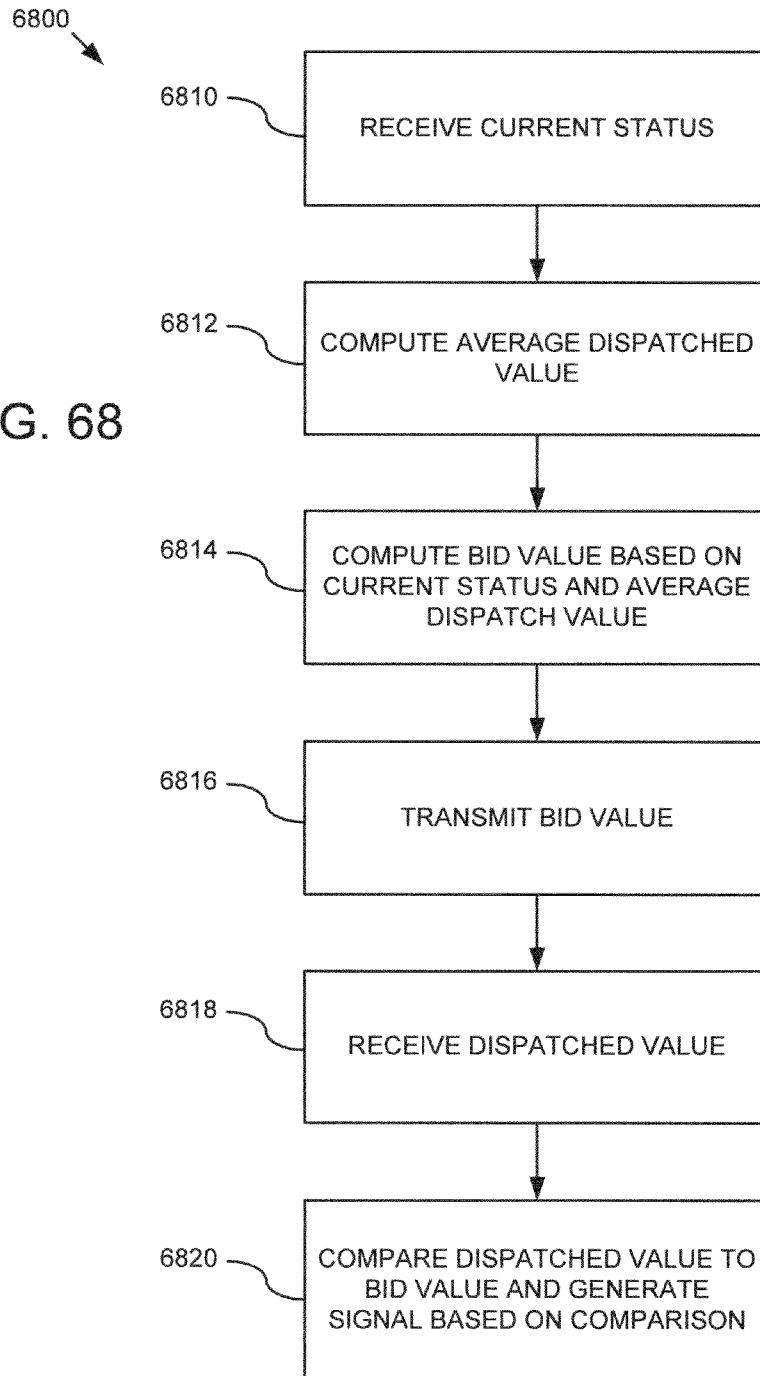 6800
6810
RECEIVE CURRENT STATUS
6812
COMPUTE AVERAGE DISPATCHED
VALUE
G. 68
6814
COMPUTE BID VALUE BASED ON
CURRENT STATUS AND AVERAGE
DISPATCH VALUE
6816
TRANSMIT BID VALUE
6818
RECEIVE DISPATCHED VALUE
6820
COMPARE DISPATCHED VALUE TO
BID VALUE AND GENERATE
SIGNAL BASED ON COMPARISON